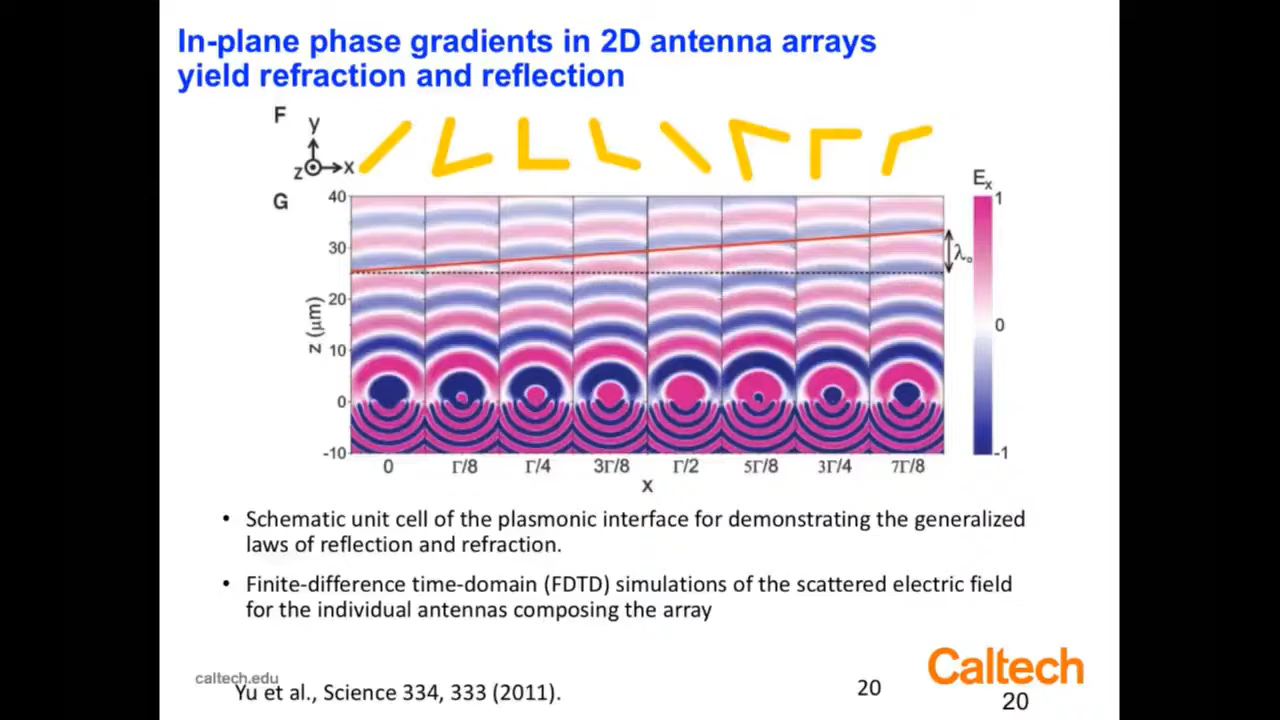 In-plane phase gradients in 2D antenna arrays
yield refraction and reflection
F
y
z x
G
Ex
40
30
20
10
0
-10
z (μm)
λo
1
0
-1
0 Γ/8 Γ/4 3Γ/8 Γ/2 5Γ/8 3Γ/4 7Γ/8
x
• Schematic unit cell of the plasmonic interface for demonstrating the generalized
laws of reflection and refraction.
• Finite-difference time-domain (FDTD) simulations of the scattered electric field
for the individual antennas composing the array
caltech.edu
Yu et al., Science 334, 333 (2011).
20
Caltech
20